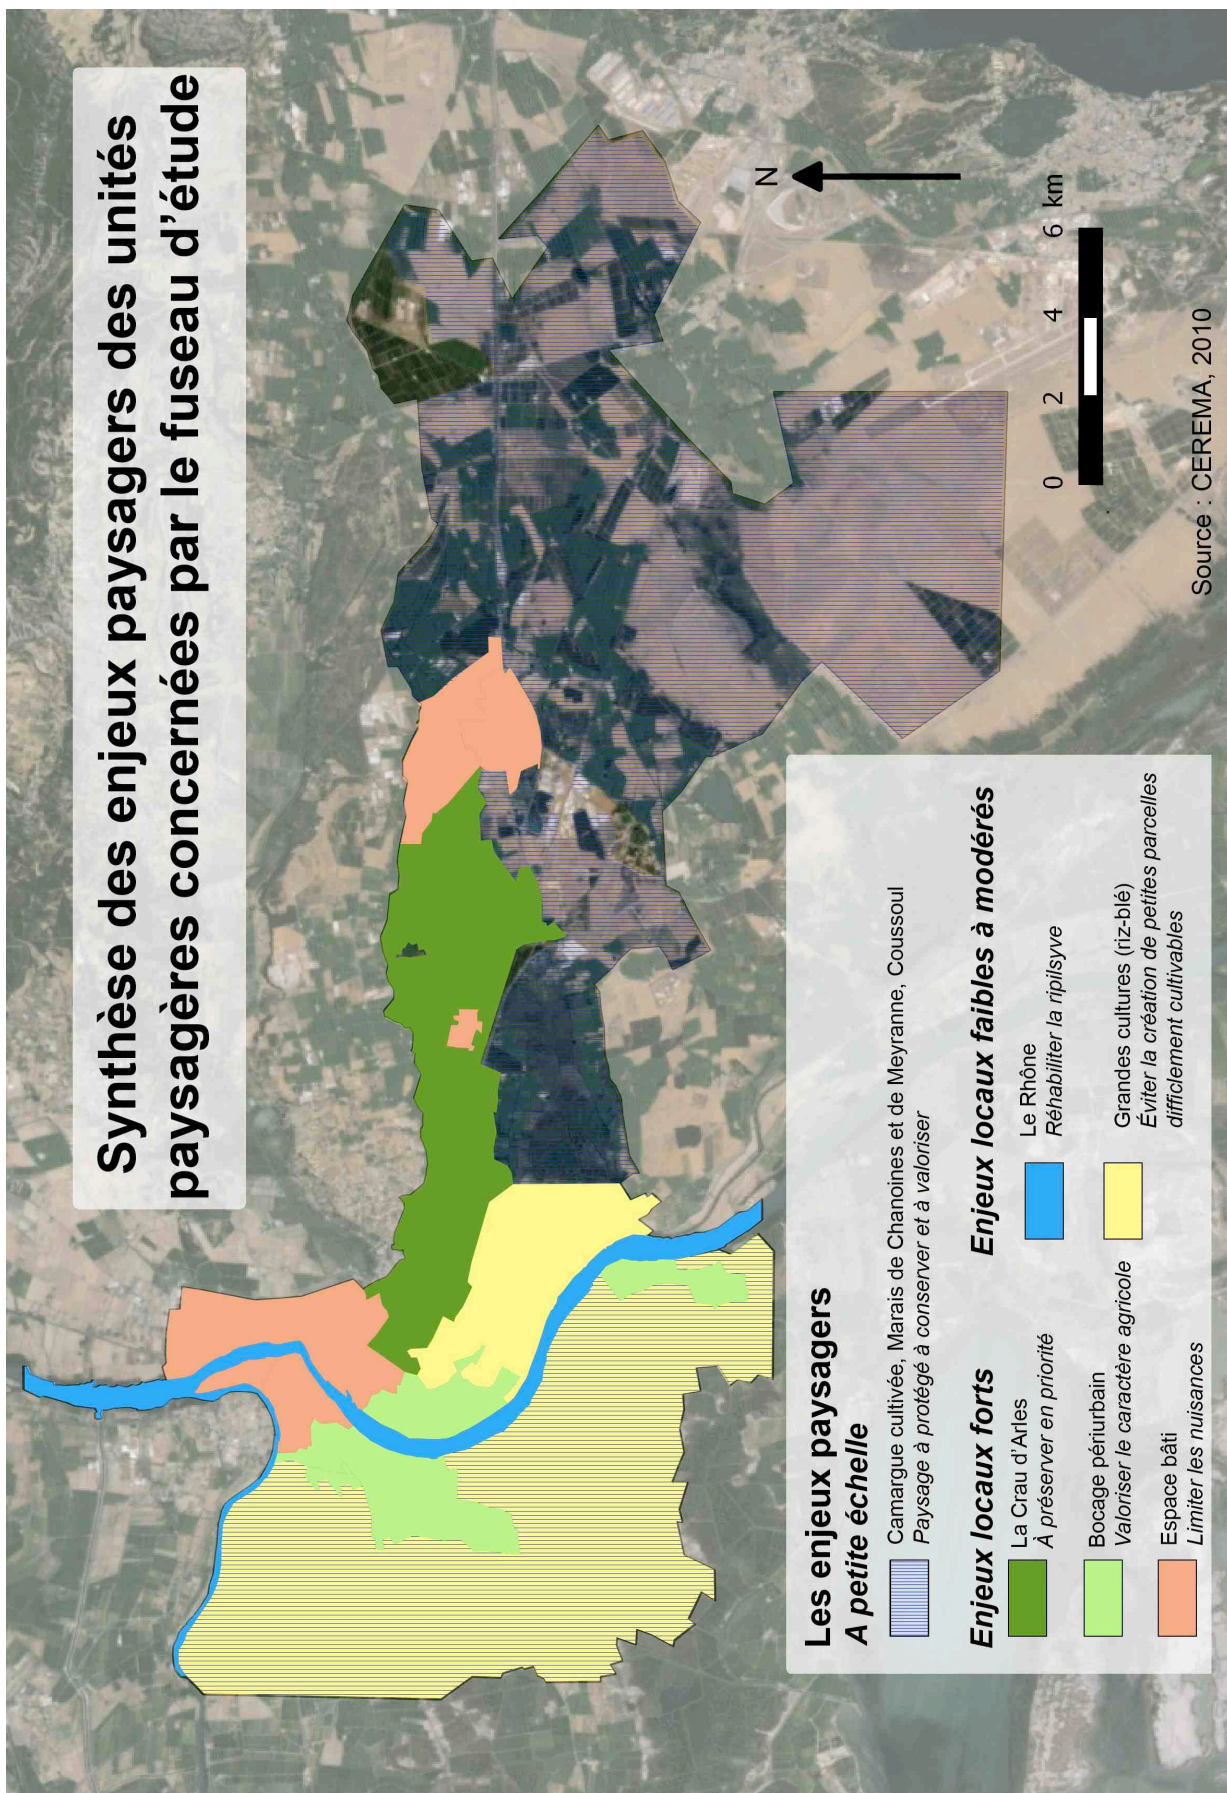 Synthèse des enjeux paysagers des unités
paysagères concernées par le fuseau d'étude
N
0 2 4 6 km
Source : CEREMA, 2010
Les enjeux paysagers
A petite échelle
Camargue cultivée, Marais de Chanoines et de Meyranne, Coussoul
Paysage à protégé à conserver et à valoriser
Enjeux locaux forts
La Crau d'Arles
À préserver en priorité
Bocage périurbain
Valoriser le caractère agricole
Espace bâti
Limiter les nuisances
Enjeux locaux faibles à modérés
Le Rhône
Réhabiliter la ripilsyve
Grandes cultures (riz-blé)
Éviter la création de petites parcelles
difficlement cultivables